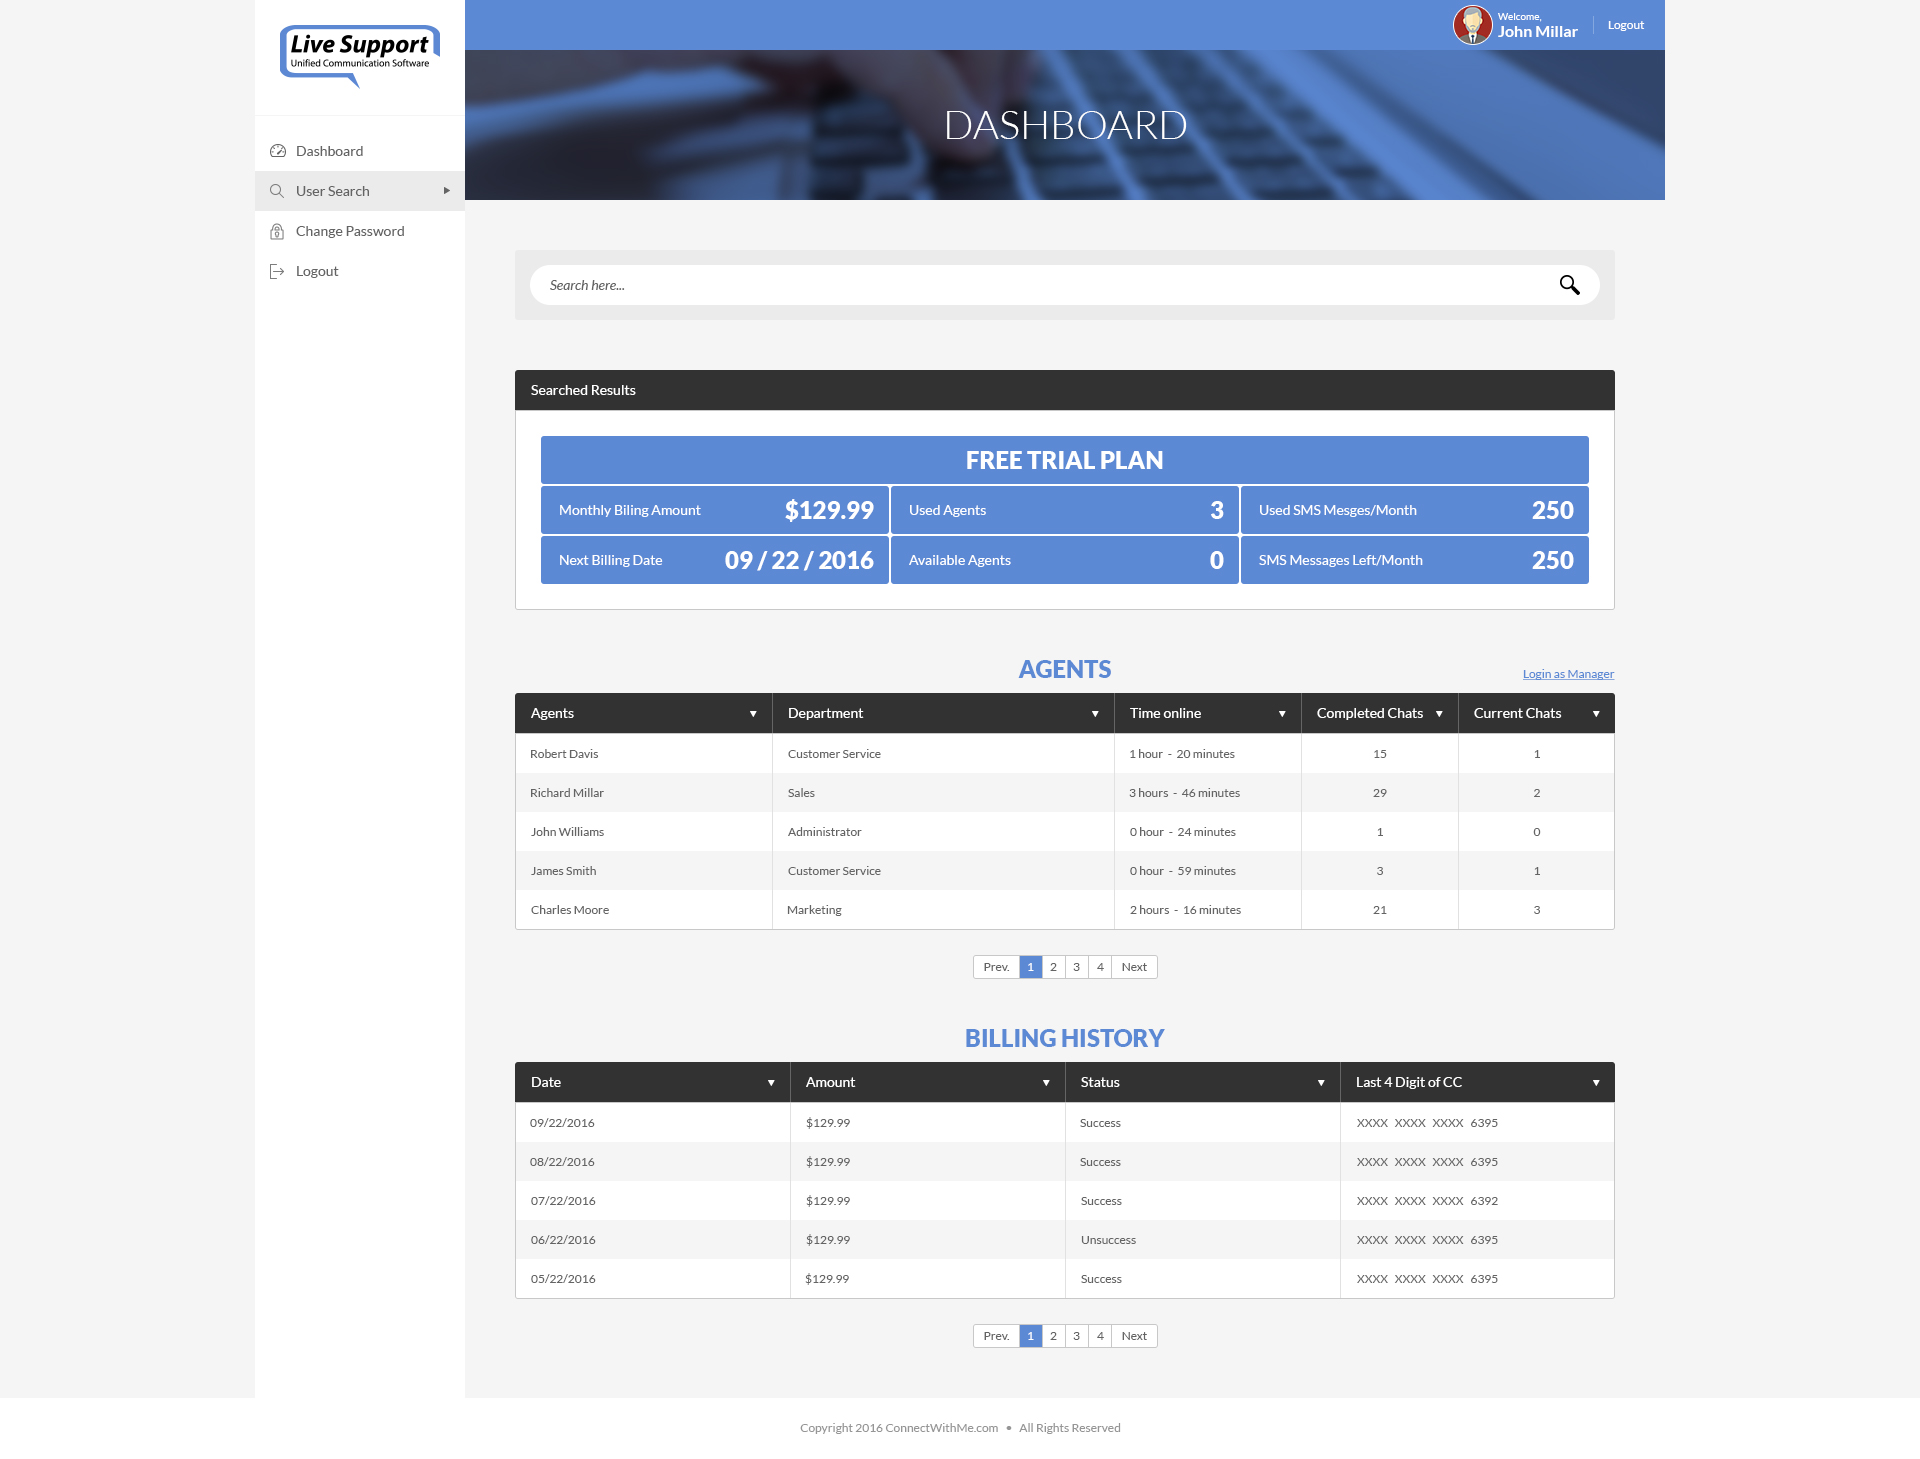 Live Support
Unified Communication Software
Welcome,
John Millar
Logout
DASHBOARD
Dashboard
User Search
Change Password
Logout
Search here...
Searched Results
FREE TRIAL PLAN
Monthly Biling Amount $129.99 Used Agents 3 Used SMS Mesges/Month 250
Next Billing Date 09 / 22 / 2016 Available Agents 0 SMS Messages Left/Month 250
AGENTS
Login as Manager
Agents Department Time online Completed Chats Current Chats
Robert Davis Customer Service 1 hour - 20 minutes 15 1
Richard Millar Sales 3 hours - 46 minutes 29 2
John Williams Administrator 0 hour - 24 minutes 1 0
James Smith Customer Service 0 hour - 59 minutes 3 1
Charles Moore Marketing 2 hours - 16 minutes 21 3
Prev. 1 2 3 4 Next
BILLING HISTORY
Date Amount Status Last 4 Digit of CC
09/22/2016 $129.99 Success XXXX XXXX XXXX 6395
08/22/2016 $129.99 Success XXXX XXXX XXXX 6395
07/22/2016 $129.99 Success XXXX XXXX XXXX 6392
06/22/2016 $129.99 Unsuccess XXXX XXXX XXXX 6395
05/22/2016 $129.99 Success XXXX XXXX XXXX 6395
Prev. 1 2 3 4 Next
Copyright 2016 ConnectWithMe.com • All Rights Reserved